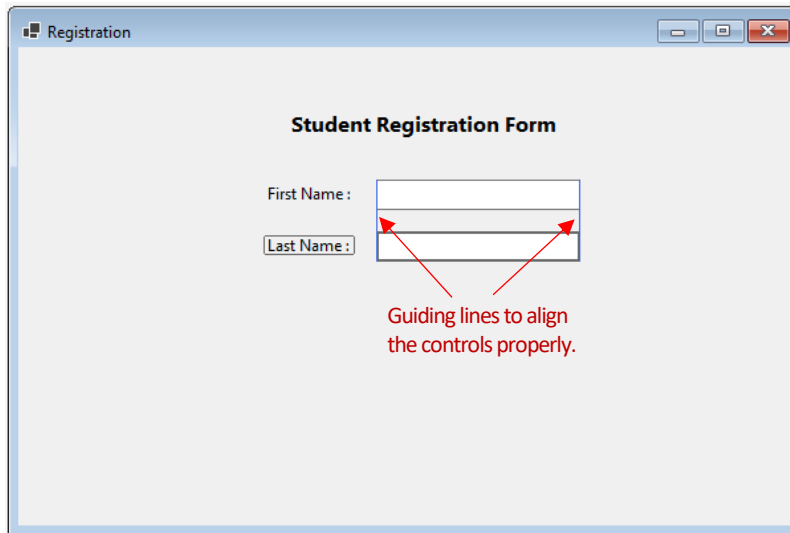 Registration
Student Registration Form
First Name :
Last Name :
Guiding lines to align
the controls properly.